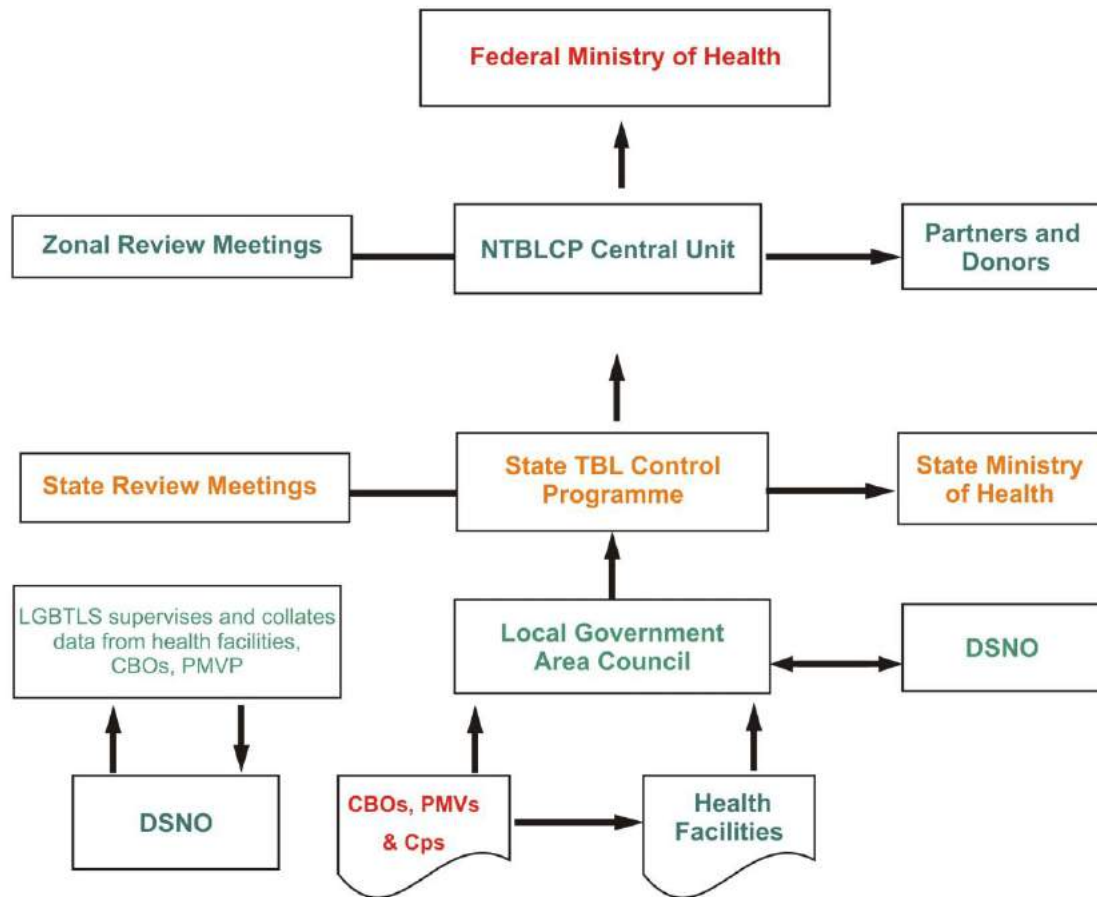 Federal Ministry of Health
Zonal Review Meetings
NTBLCP Central Unit
Partners and
Donors
State Review Meetings
State TBL Control
Programme
State Ministry
of Health
LGBTLS supervises and collates
data from health facilities,
CBOs, PMVP
Local Government
Area Council
DSNO
DSNO
CBOs, PMVs
& Cps
Health
Facilities